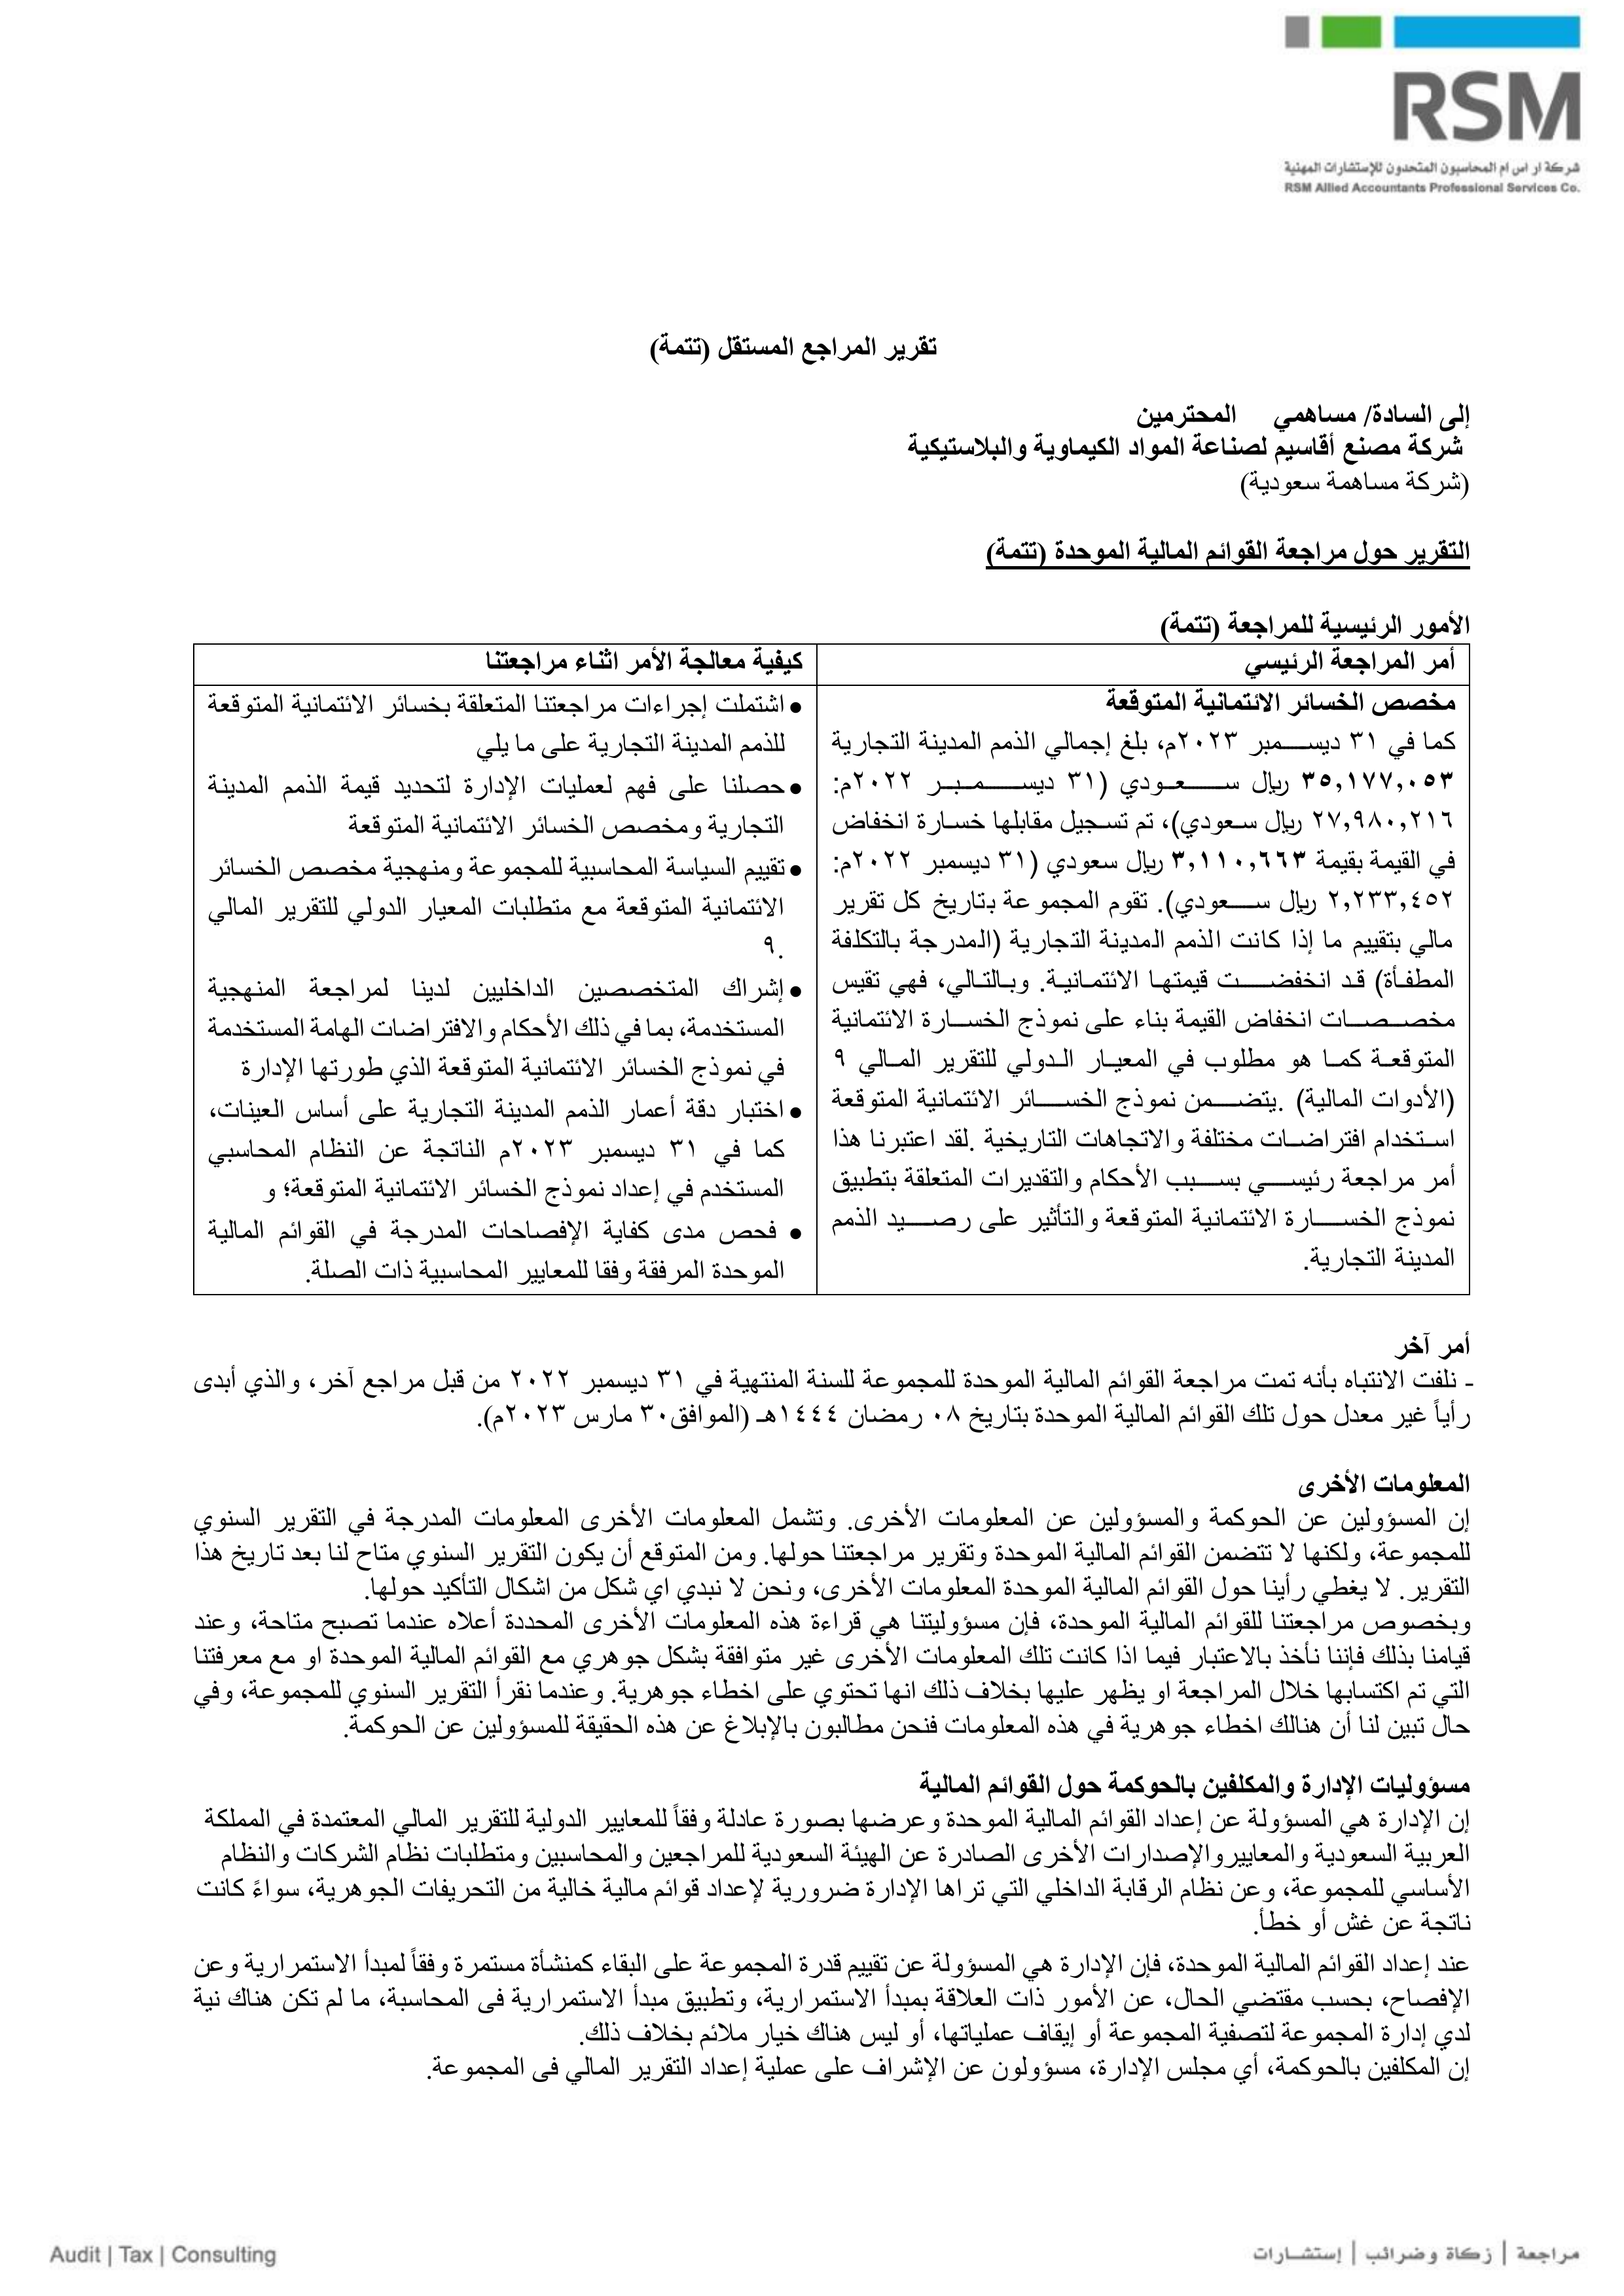 RSM
شركة ار اس ام المحاسبون المتحدون للإستشارات المهنية
RSM Allied Accountants Professional Services Co.
تقرير المراجع المستقل (تتمة)
إلى السادة/ مساهمي المحترمين
شركة مصنع أقاسيم لصناعة المواد الكيماوية والبلاستيكية
(شركة مساهمة سعودية)
التقرير حول مراجعة القوائم المالية الموحدة (تتمة)
الأمور الرئيسية للمراجعة (تتمة)
أمر المراجعة الرئيسي
مخصص الخسائر الائتمانية المتوقعة
كما في ٣١ ديسمبر ٢٠٢٣م، بلغ إجمالي الذمم المدينة التجارية
٣٥,١٧٧,٠٥٣ ريال سعودي (٣١ ديسمبر ٢٠٢٢م:
٢٧,٩٨٠,٢١٦ ريال سعودي)، تم تسجيل مقابلها خسارة انخفاض
في القيمة بقيمة ٣,١١٠,٦٦٣ ريال سعودي (٣١ ديسمبر ٢٠٢٢م:
٢,٢٣٣,٤٥٢ ريال سعودي). تقوم المجموعة بتاريخ كل تقرير
مالي بتقييم ما إذا كانت الذمم المدينة التجارية (المدرجة بالتكلفة
المطفأة) قد انخفضت قيمتها الائتمانية. وبالتالي، فهي تقيس
مخصصات انخفاض القيمة بناء على نموذج الخسارة الائتمانية
المتوقعة كما هو مطلوب في المعيار الدولي للتقرير المالي ٩
(الأدوات المالية) .يتضمن نموذج الخسائر الائتمانية المتوقعة
استخدام افتراضات مختلفة والاتجاهات التاريخية .لقد اعتبرنا هذا
أمر مراجعة رئيسي بسبب الأحكام والتقديرات المتعلقة بتطبيق
نموذج الخسارة الائتمانية المتوقعة والتأثير على رصيد الذمم
المدينة التجارية.
كيفية معالجة الأمر اثناء مراجعتنا
● اشتملت إجراءات مراجعتنا المتعلقة بخسائر الائتمانية المتوقعة
للذمم المدينة التجارية على ما يلي
● حصلنا على فهم لعمليات الإدارة لتحديد قيمة الذمم المدينة
التجارية ومخصص الخسائر الائتمانية المتوقعة
● تقييم السياسة المحاسبية للمجموعة ومنهجية مخصص الخسائر
الائتمانية المتوقعة مع متطلبات المعيار الدولي للتقرير المالي
.٩
● إشراك المتخصصين الداخليين لدينا لمراجعة المنهجية
المستخدمة، بما في ذلك الأحكام والافتراضات الهامة المستخدمة
في نموذج الخسائر الائتمانية المتوقعة الذي طورتها الإدارة
● اختبار دقة أعمار الذمم المدينة التجارية على أساس العينات،
كما في ٣١ ديسمبر ٢٠٢٣م الناتجة عن النظام المحاسبي
المستخدم في إعداد نموذج الخسائر الائتمانية المتوقعة؛ و
● فحص مدى كفاية الإفصاحات المدرجة في القوائم المالية
الموحدة المرفقة وفقا للمعايير المحاسبية ذات الصلة.
أمر آخر
- نلفت الانتباه بأنه تمت مراجعة القوائم المالية الموحدة للمجموعة للسنة المنتهية في ٣١ ديسمبر ٢٠٢٢ من قبل مراجع آخر، والذي أبدى
رأياً غير معدل حول تلك القوائم المالية الموحدة بتاريخ ٠٨ رمضان ١٤٤٤هـ (الموافق٣٠ مارس ٢٠٢٣م).
المعلومات الأخرى
إن المسؤولين عن الحوكمة والمسؤولين عن المعلومات الأخرى. وتشمل المعلومات الأخرى المعلومات المدرجة في التقرير السنوي
للمجموعة، ولكنها لا تتضمن القوائم المالية الموحدة وتقرير مراجعتنا حولها. ومن المتوقع أن يكون التقرير السنوي متاح لنا بعد تاريخ هذا
التقرير. لا يغطي رأينا حول القوائم المالية الموحدة المعلومات الأخرى، ونحن لا نبدي اي شكل من اشكال التأكيد حولها.
وبخصوص مراجعتنا للقوائم المالية الموحدة، فإن مسؤوليتنا هي قراءة هذه المعلومات الأخرى المحددة أعلاه عندما تصبح متاحة، وعند
قيامنا بذلك فإننا نأخذ بالاعتبار فيما اذا كانت تلك المعلومات الأخرى غير متوافقة بشكل جوهري مع القوائم المالية الموحدة او مع معرفتنا
التي تم اكتسابها خلال المراجعة او يظهر عليها بخلاف ذلك انها تحتوي على اخطاء جوهرية. وعندما نقرأ التقرير السنوي للمجموعة، وفي
حال تبين لنا أن هنالك اخطاء جوهرية في هذه المعلومات فنحن مطالبون بالإبلاغ عن هذه الحقيقة للمسؤولين عن الحوكمة.
مسؤوليات الإدارة والمكلفين بالحوكمة حول القوائم المالية
إن الإدارة هي المسؤولة عن إعداد القوائم المالية الموحدة وعرضها بصورة عادلة وفقاً للمعايير الدولية للتقرير المالي المعتمدة في المملكة
العربية السعودية والمعاييروالإصدارات الأخرى الصادرة عن الهيئة السعودية للمراجعين والمحاسبين ومتطلبات نظام الشركات والنظام
الأساسي للمجموعة، وعن نظام الرقابة الداخلي التي تراها الإدارة ضرورية لإعداد قوائم مالية خالية من التحريفات الجوهرية، سواءً كانت
ناتجة عن غش أو خطأ.
عند إعداد القوائم المالية الموحدة، فإن الإدارة هي المسؤولة عن تقييم قدرة المجموعة على البقاء كمنشأة مستمرة وفقاً لمبدأ الاستمرارية وعن
الإفصاح، بحسب مقتضي الحال، عن الأمور ذات العلاقة بمبدأ الاستمرارية، وتطبيق مبدأ الاستمرارية فى المحاسبة، ما لم تكن هناك نية
لدي إدارة المجموعة لتصفية المجموعة أو إيقاف عملياتها، أو ليس هناك خيار ملائم بخلاف ذلك.
إن المكلفين بالحوكمة، أي مجلس الإدارة، مسؤولون عن الإشراف على عملية إعداد التقرير المالي فى المجموعة.
مراجعة | زكاة وضرائب | إستشارات
Audit | Tax | Consulting